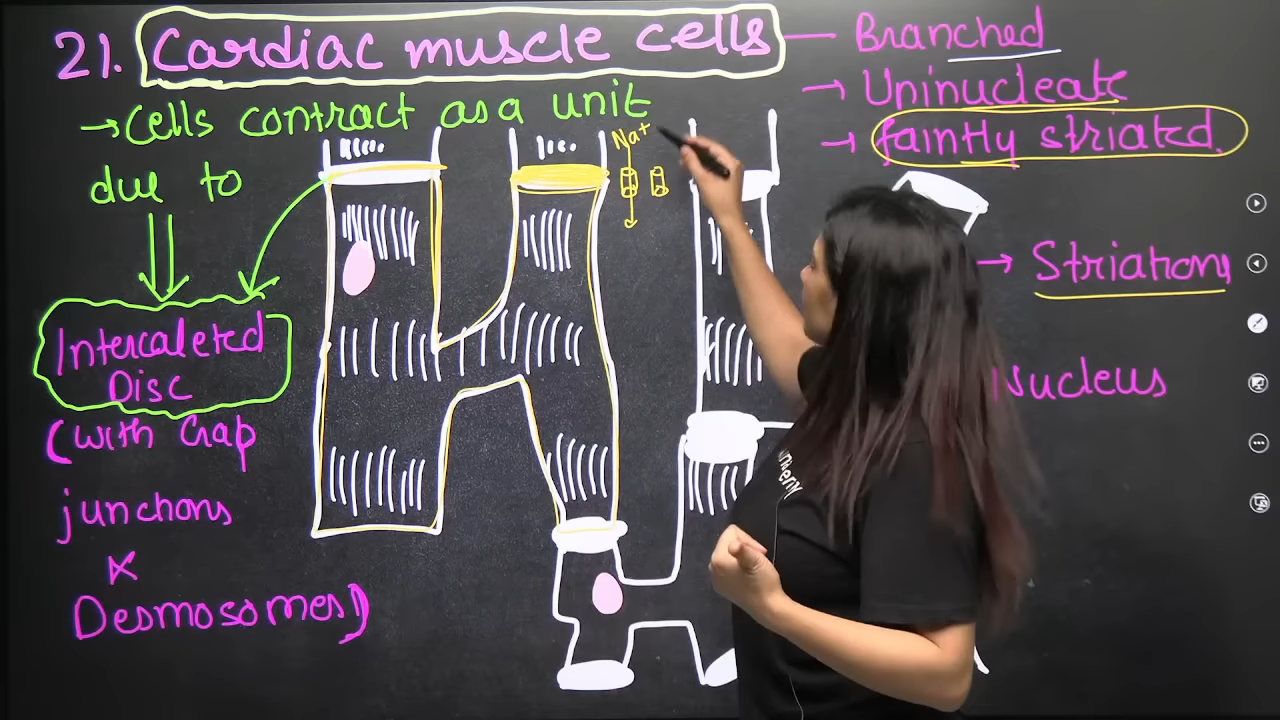 21. Cardiac muscle cells — Branched
→ Uninucleate
→ faintly striated.
→ Cells contract as a unit
due to
Na+
→ Striations
Intercaleted
Disc
Nucleus
(with Gap
junctions
&
Desmosomes)